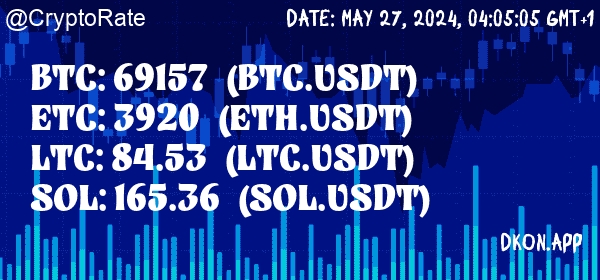 @CryptoRate
DATE: MAY 27, 2024, 04:05:05 GMT+1
BTC: 69157 (BTC.USDT)
ETC: 3920 (ETH.USDT)
LTC: 84.53 (LTC.USDT)
SOL: 165.36 (SOL.USDT)
DKON.APP